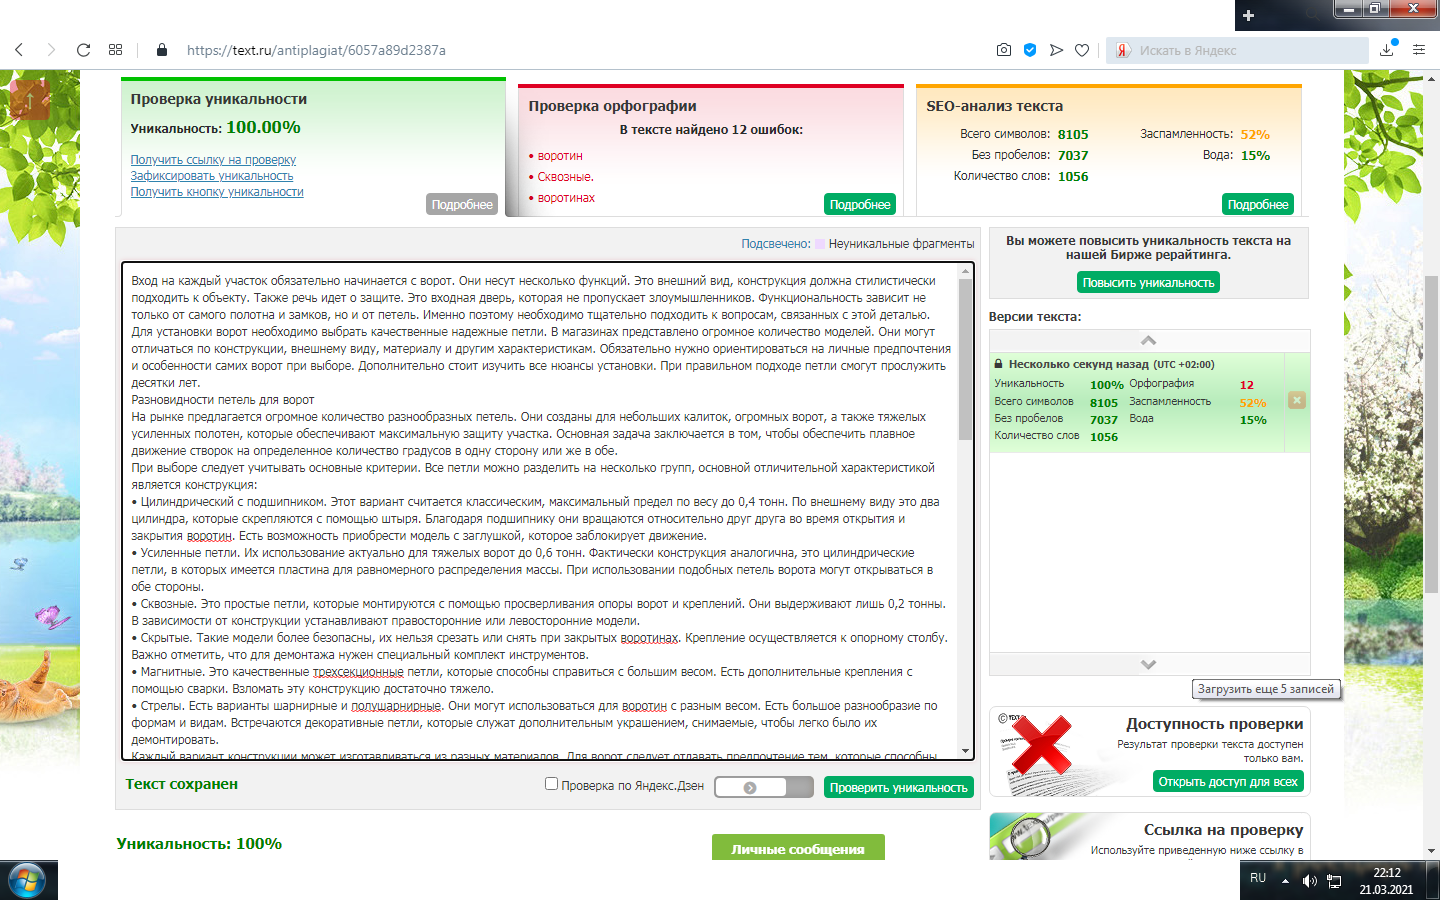 https://text.ru/antiplagiat/6057a89d2387a
Искать в Яндекс
Проверка уникальности
Уникальность: 100.00%
Получить ссылку на проверку
Зафиксировать уникальность
Получить кнопку уникальности
Подробнее
Проверка орфографии
В тексте найдено 12 ошибок:
• воротин
• Сквозные.
• воротинах
Подробнее
SEO-анализ текста
Всего символов: 8105
Заспамленность: 52%
Без пробелов: 7037
Вода: 15%
Количество слов: 1056
Подробнее
Подсвечено: Неуникальные фрагменты
Вход на каждый участок обязательно начинается с ворот. Они несут несколько функций. Это внешний вид, конструкция должна стилистически
подходить к объекту. Также речь идет о защите. Это входная дверь, которая не пропускает злоумышленников. Функциональность зависит не
только от самого полотна и замков, но и от петель. Именно поэтому необходимо тщательно подходить к вопросам, связанных с этой деталью.
Для установки ворот необходимо выбрать качественные надежные петли. В магазинах представлено огромное количество моделей. Они могут
отличаться по конструкции, внешнему виду, материалу и другим характеристикам. Обязательно нужно ориентироваться на личные предпочтения
и особенности самих ворот при выборе. Дополнительно стоит изучить все нюансы установки. При правильном подходе петли смогут прослужить
десятки лет.
Разновидности петель для ворот
На рынке предлагается огромное количество разнообразных петель. Они созданы для небольших калиток, огромных ворот, а также тяжелых
усиленных полотен, которые обеспечивают максимальную защиту участка. Основная задача заключается в том, чтобы обеспечить плавное
движение створок на определенное количество градусов в одну сторону или же в обе.
При выборе следует учитывать основные критерии. Все петли можно разделить на несколько групп, основной отличительной характеристикой
является конструкция:
• Цилиндрический с подшипником. Этот вариант считается классическим, максимальный предел по весу до 0,4 тонн. По внешнему виду это два
цилиндра, которые скрепляются с помощью штыря. Благодаря подшипнику они вращаются относительно друг друга во время открытия и
закрытия воротин. Есть возможность приобрести модель с заглушкой, которое заблокирует движение.
• Усиленные петли. Их использование актуально для тяжелых ворот до 0,6 тонн. Фактически конструкция аналогична, это цилиндрические
петли, в которых имеется пластина для равномерного распределения массы. При использовании подобных петель ворота могут открываться в
обе стороны.
• Сквозные. Это простые петли, которые монтируются с помощью просверливания опоры ворот и креплений. Они выдерживают лишь 0,2 тонны.
В зависимости от конструкции устанавливают правосторонние или левосторонние модели.
• Скрытые. Такие модели более безопасны, их нельзя срезать или снять при закрытых воротинах. Крепление осуществляется к опорному столбу.
Важно отметить, что для демонтажа нужен специальный комплект инструментов.
• Магнитные. Это качественные трехсекционные петли, которые способны справиться с большим весом. Есть дополнительные крепления с
помощью сварки. Взломать эту конструкцию достаточно тяжело.
• Стрелы. Есть варианты шарнирные и полушарнирные. Они могут использоваться для воротин с разным весом. Есть большое разнообразие по
формам и видам. Встречаются декоративные петли, которые служат дополнительным украшением, снимаемые, чтобы легко было их
демонтировать.
Каждый вариант конструкции может изготавливаться из разных материалов. Для ворот следует отдавать предпочтение тем, которые способны
Текст сохранен
Проверка по Яндекс.Дзен
Проверить уникальность
Уникальность: 100%
Личные сообщения
Вы можете повысить уникальность текста на
нашей Бирже рерайтинга.
Повысить уникальность
Версии текста:
Несколько секунд назад (UTC +02:00)
Уникальность 100% Орфография 12
Всего символов 8105 Заспамленность 52%
Без пробелов 7037 Вода 15%
Количество слов 1056
Загрузить еще 5 записей
Доступность проверки
Результат проверки текста доступен
только вам.
Открыть доступ для всех
Ссылка на проверку
Используйте приведенную ниже ссылку в
RU
22:12
21.03.2021